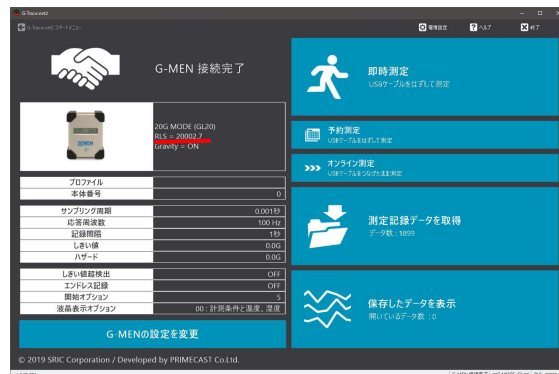 G-Trace.net2
G-Trace.net2 スタートメニュー
環境設定
ヘルプ
終了
G-MEN 接続完了
20G MODE (GL20)
RLS = 20002.7
Gravity = ON
プロファイル
本体番号 0
サンプリング周期 0.001秒
応答周波数 100 Hz
記録間隔 1秒
しきい値 0.0G
ハザード 0.0G
しきい値超検出 OFF
エンドレス記録 OFF
開始オプション 5
液晶表示オプション 00 : 計測条件と温度、湿度
G-MENの設定を変更
即時測定
USBケーブルをはずして測定
予約測定
USBケーブルをはずして測定
オンライン測定
USBケーブルをつなげたまま測定
測定記録データを取得
データ数 : 1899
保存したデータを表示
開いているデータ数 : 0
© 2019 SRIC Corporation / Developed by PRIMECAST Co.Ltd.